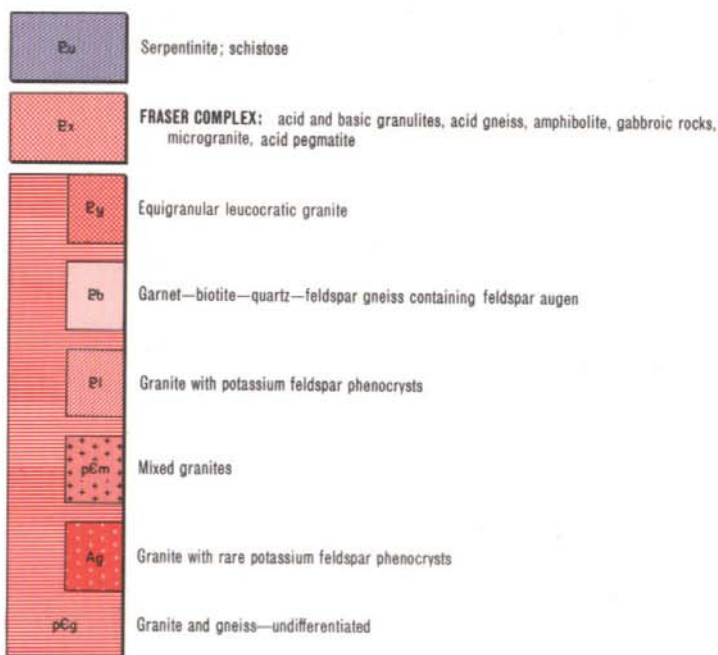 Pu Serpentinite; schistose
Px FRASER COMPLEX: acid and basic granulites, acid gneiss, amphibolite, gabbroic rocks,
microgranite, acid pegmatite
Py Equigranular leucocratic granite
Pb Garnet—biotite—quartz—feldspar gneiss containing feldspar augen
Pl Granite with potassium feldspar phenocrysts
pЄm Mixed granites
Ag Granite with rare potassium feldspar phenocrysts
pЄg Granite and gneiss—undifferentiated